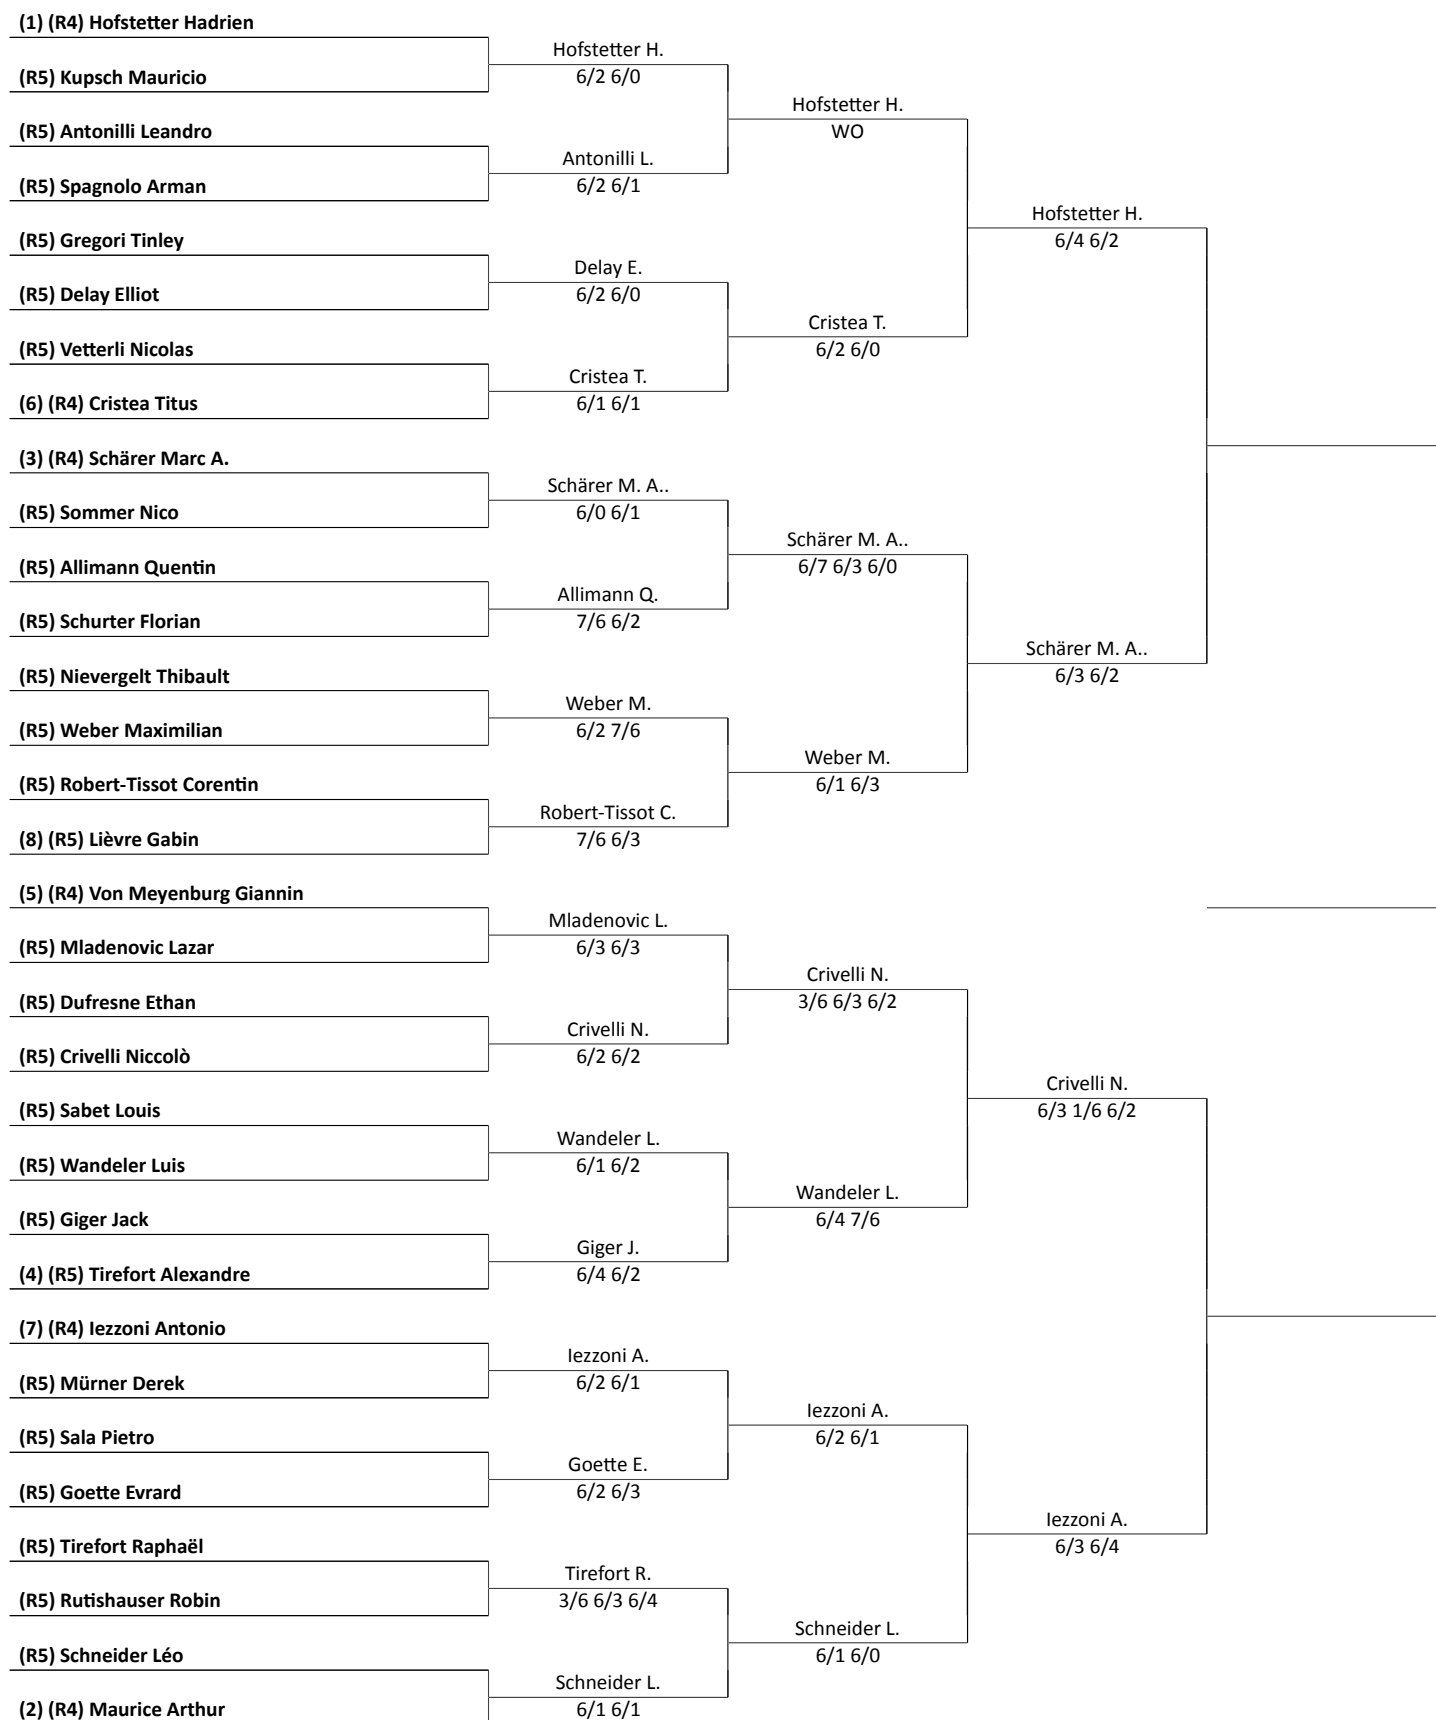 (1) (R4) Hofstetter Hadrien
Hofstetter H.
(R5) Kupsch Mauricio
6/2 6/0
Hofstetter H.
(R5) Antonilli Leandro
WO
Antonilli L.
(R5) Spagnolo Arman
6/2 6/1
Hofstetter H.
(R5) Gregori Tinley
6/4 6/2
Delay E.
(R5) Delay Elliot
6/2 6/0
Cristea T.
(R5) Vetterli Nicolas
6/2 6/0
Cristea T.
(6) (R4) Cristea Titus
6/1 6/1
(3) (R4) Schärer Marc A.
Schärer M. A..
(R5) Sommer Nico
6/0 6/1
Schärer M. A..
(R5) Allimann Quentin
6/7 6/3 6/0
Allimann Q.
(R5) Schurter Florian
7/6 6/2
Schärer M. A..
(R5) Nievergelt Thibault
6/3 6/2
Weber M.
(R5) Weber Maximilian
6/2 7/6
Weber M.
(R5) Robert-Tissot Corentin
6/1 6/3
Robert-Tissot C.
(8) (R5) Lièvre Gabin
7/6 6/3
(5) (R4) Von Meyenburg Giannin
Mladenovic L.
(R5) Mladenovic Lazar
6/3 6/3
Crivelli N.
(R5) Dufresne Ethan
3/6 6/3 6/2
Crivelli N.
(R5) Crivelli Niccolò
6/2 6/2
Crivelli N.
(R5) Sabet Louis
6/3 1/6 6/2
Wandeler L.
(R5) Wandeler Luis
6/1 6/2
Wandeler L.
(R5) Giger Jack
6/4 7/6
Giger J.
(4) (R5) Tirefort Alexandre
6/4 6/2
(7) (R4) Iezzoni Antonio
Iezzoni A.
(R5) Mürner Derek
6/2 6/1
Iezzoni A.
(R5) Sala Pietro
6/2 6/1
Goette E.
(R5) Goette Evrard
6/2 6/3
Iezzoni A.
(R5) Tirefort Raphaël
6/3 6/4
Tirefort R.
(R5) Rutishauser Robin
3/6 6/3 6/4
Schneider L.
(R5) Schneider Léo
6/1 6/0
Schneider L.
(2) (R4) Maurice Arthur
6/1 6/1